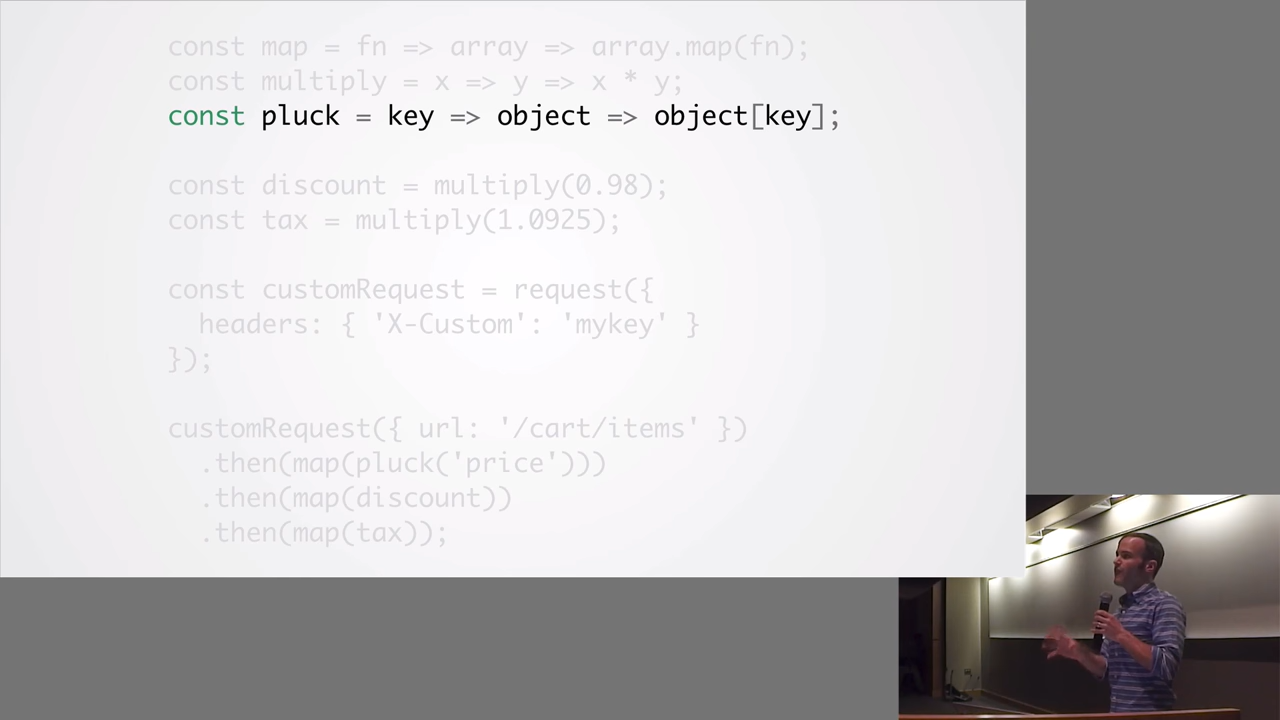 const map = fn => array => array.map(fn);
const multiply = x => y => x * y;
const pluck = key => object => object[key];
const discount = multiply(0.98);
const tax = multiply(1.0925);
const customRequest = request({
headers: { 'X-Custom': 'mykey' }
});
customRequest({ url: '/cart/items' })
.then(map(pluck('price')))
.then(map(discount))
.then(map(tax));